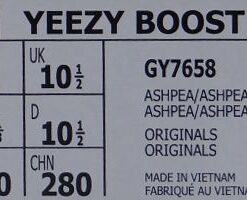 YEEZY BOOST
UK
10½
GY7658
ASHPEA/ASHPEA/
ASHPEA/ASHPEA/
D
10½
ORIGINALS
ORIGINALS
CHN
0
280
MADE IN VIETNAM
FABRIQUÉ AU VIETNA